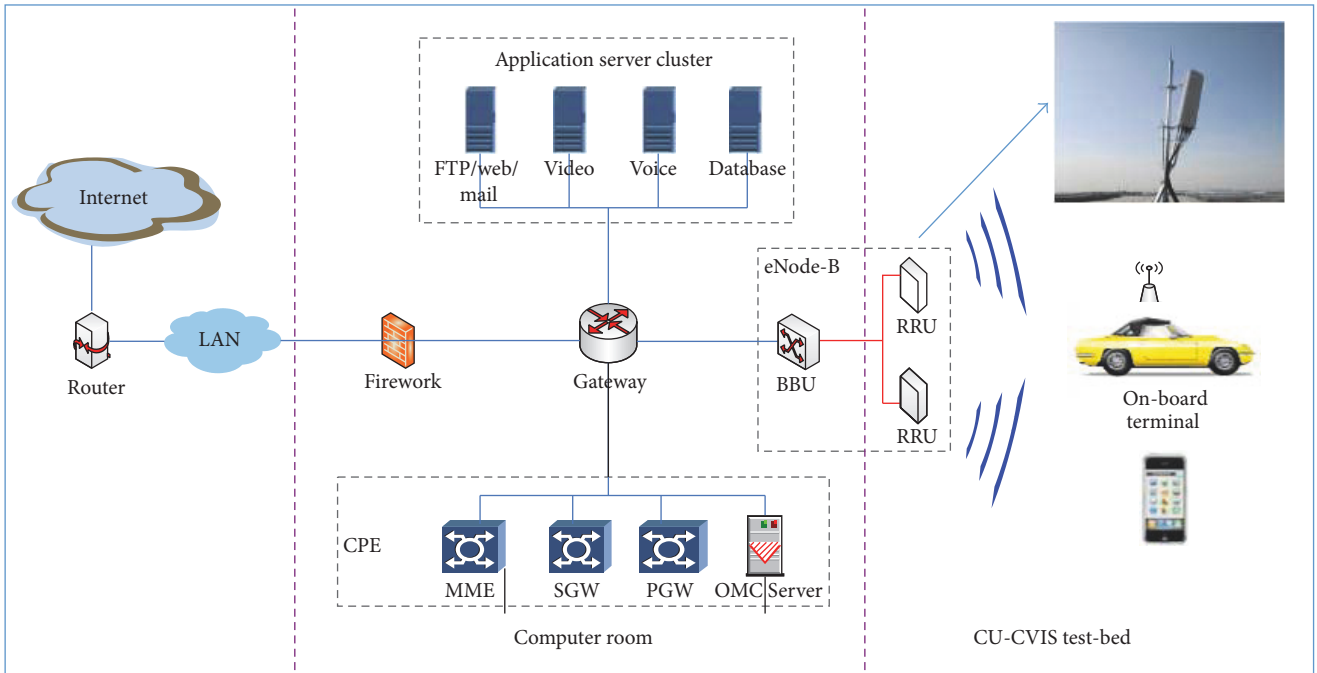 Application server cluster
FTP/web/
mail
Video
Voice
Database
Internet
eNode-B
RRU
LAN
Router
Firework
Gateway
BBU
RRU
On-board
terminal
CPE
MME
SGW
PGW
OMC Server
Computer room
CU-CVIS test-bed